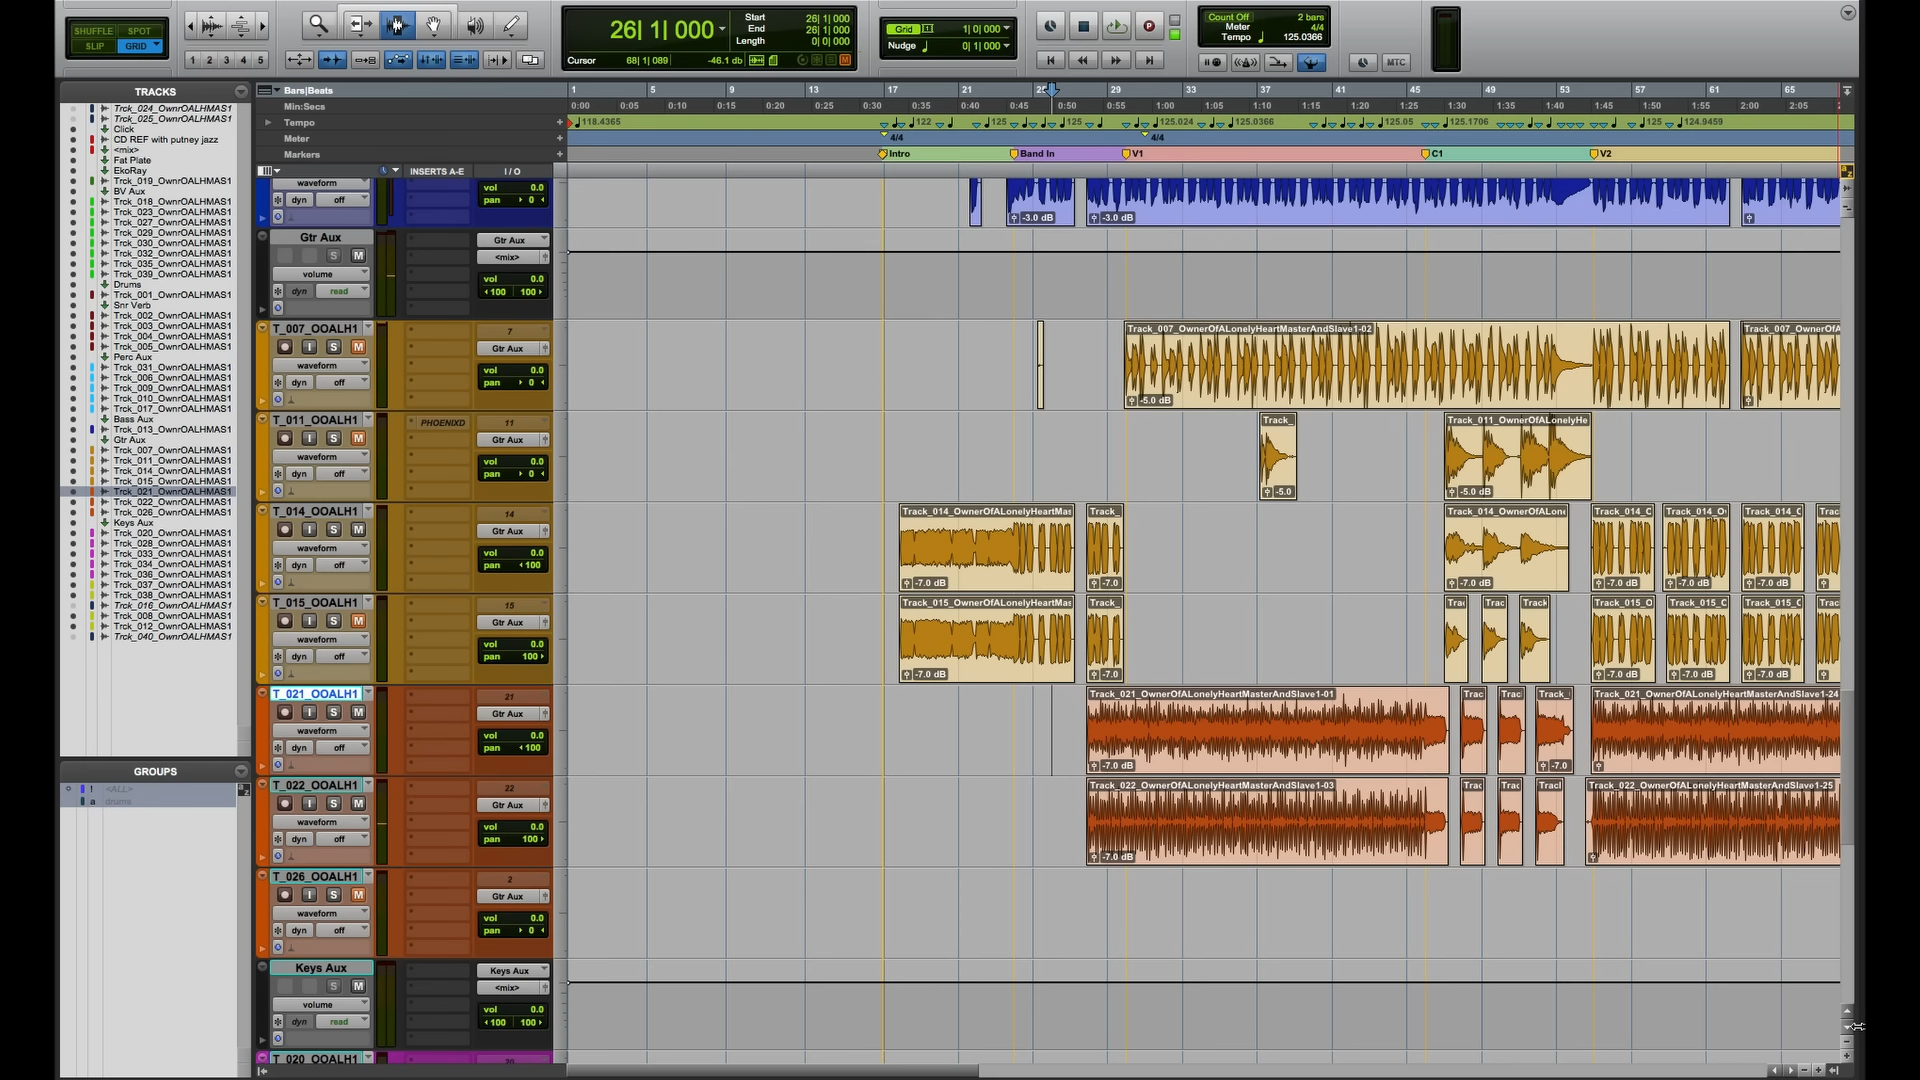 SHUFFLE SPOT
SLIP GRID
1 2 3 4 5
26| 1| 000
Start 26| 1| 000
End 26| 1| 000
Length 0| 0| 000
Cursor 68| 1| 089 -46.1 db
Grid 1| 0| 000
Nudge 0| 1| 000
Count Off 2 bars
Meter 4/4
Tempo 125.0366
MTC
TRACKS
Trck_024_OwnrOALHMAS1
Trck_025_OwnrOALHMAS1
Click
CD REF with putney jazz
<mix>
Fat Plate
EkoRay
Trck_019_OwnrOALHMAS1
BV Aux
Trck_018_OwnrOALHMAS1
Trck_023_OwnrOALHMAS1
Trck_027_OwnrOALHMAS1
Trck_029_OwnrOALHMAS1
Trck_030_OwnrOALHMAS1
Trck_032_OwnrOALHMAS1
Trck_035_OwnrOALHMAS1
Trck_039_OwnrOALHMAS1
Drums
Trck_001_OwnrOALHMAS1
Snr Verb
Trck_002_OwnrOALHMAS1
Trck_003_OwnrOALHMAS1
Trck_004_OwnrOALHMAS1
Trck_005_OwnrOALHMAS1
Perc Aux
Trck_031_OwnrOALHMAS1
Trck_006_OwnrOALHMAS1
Trck_009_OwnrOALHMAS1
Trck_010_OwnrOALHMAS1
Trck_017_OwnrOALHMAS1
Bass Aux
Trck_013_OwnrOALHMAS1
Gtr Aux
Trck_007_OwnrOALHMAS1
Trck_011_OwnrOALHMAS1
Trck_014_OwnrOALHMAS1
Trck_015_OwnrOALHMAS1
Trck_021_OwnrOALHMAS1
Trck_022_OwnrOALHMAS1
Trck_026_OwnrOALHMAS1
Keys Aux
Trck_020_OwnrOALHMAS1
Trck_028_OwnrOALHMAS1
Trck_033_OwnrOALHMAS1
Trck_034_OwnrOALHMAS1
Trck_036_OwnrOALHMAS1
Trck_037_OwnrOALHMAS1
Trck_038_OwnrOALHMAS1
Trck_016_OwnrOALHMAS1
Trck_008_OwnrOALHMAS1
Trck_012_OwnrOALHMAS1
Trck_040_OwnrOALHMAS1
GROUPS
! <ALL>
a drums
Bars|Beats 1 5 9 13 17 21 29 33 37 41 45 49 53 57 61 65
Min:Secs 0:00 0:05 0:10 0:15 0:20 0:25 0:30 0:35 0:40 0:45 0:50 0:55 1:00 1:05 1:10 1:15 1:20 1:25 1:30 1:35 1:40 1:45 1:50 1:55 2:00 2:05
Tempo 118.4365 122 125 125 125.024 125.0366 125.05 125.1706 125 124.9459
Meter 4/4 4/4
Markers Intro Band In V1 C1 V2
INSERTS A-E I / O
waveform
dyn off
vol 0.0
pan 0
-3.0 dB -3.0 dB
Gtr Aux
S M
volume
dyn read
Gtr Aux
<mix>
vol 0.0
100 100
T_007_OOALH1
I S M
waveform
dyn off
7
Gtr Aux
vol 0.0
pan 0
Track_007_OwnerOfALonelyHeartMasterAndSlave1-02 Track_007_OwnerOfA
-5.0 dB
T_011_OOALH1
I S M
waveform
dyn off
PHOENIXD
11
Gtr Aux
vol 0.0
pan 0
Track_ Track_011_OwnerOfALonelyHe
-5.0 -5.0 dB
T_014_OOALH1
I S M
waveform
dyn off
14
Gtr Aux
vol 0.0
pan 100
Track_014_OwnerOfALonelyHeartMas Track_ Track_014_OwnerOfALon Track_014_O Track_014_O Track_014_O Trac
-7.0 dB -7.0 -7.0 dB -7.0 dB -7.0 dB -7.0 dB
T_015_OOALH1
I S M
waveform
dyn off
15
Gtr Aux
vol 0.0
pan 100
Track_015_OwnerOfALonelyHeartMas Track_ Trac Trac Track Track_015_O Track_015_O Track_015_O Trac
-7.0 dB -7.0 -7.0 dB -7.0 dB -7.0 dB
T_021_OOALH1
I S M
waveform
dyn off
21
Gtr Aux
vol 0.0
pan 100
Track_021_OwnerOfALonelyHeartMasterAndSlave1-01 Trac Trac Track_ Track_021_OwnerOfALonelyHeartMasterAndSlave1-24
-7.0 dB -7.0
T_022_OOALH1
I S M
waveform
dyn off
22
Gtr Aux
vol 0.0
pan 100
Track_022_OwnerOfALonelyHeartMasterAndSlave1-03 Trac Trac Tracl Track_022_OwnerOfALonelyHeartMasterAndSlave1-25
-7.0 dB
T_026_OOALH1
I S M
waveform
dyn off
2
Gtr Aux
vol 0.0
pan 0
Keys Aux
S M
volume
dyn read
Keys Aux
<mix>
vol 0.0
100 100
T_020_OOALH1
20